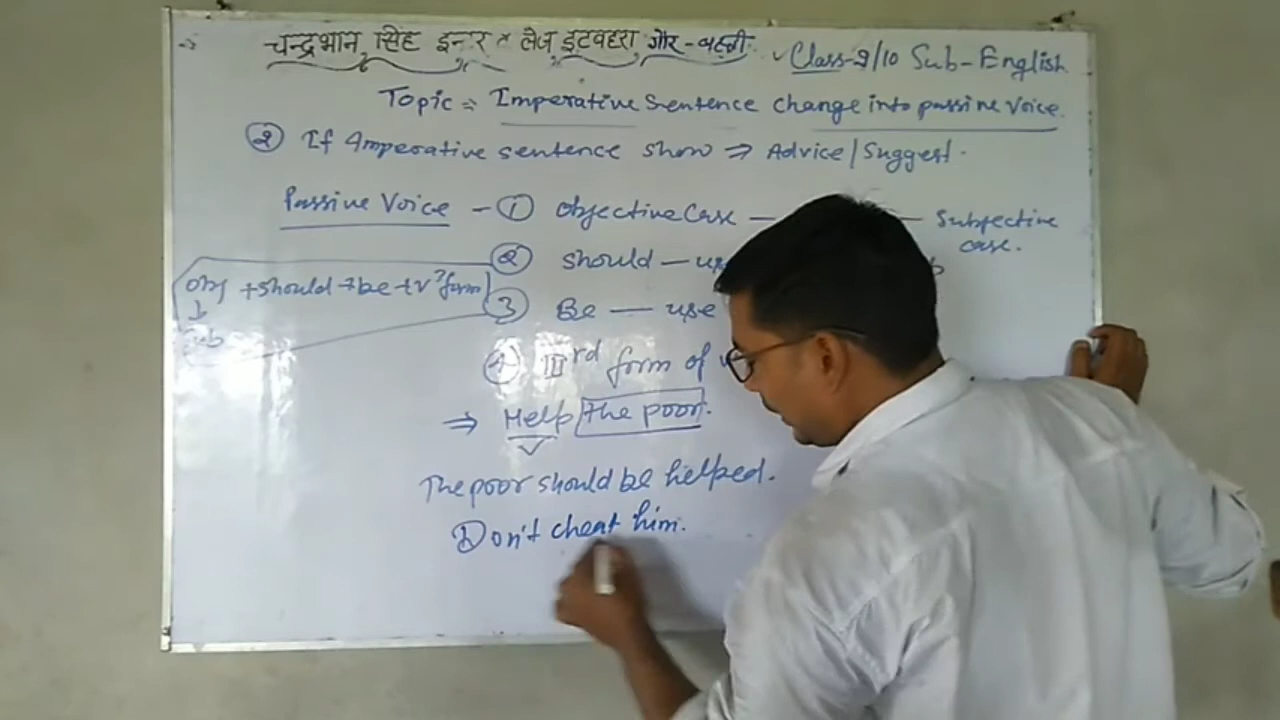 चन्द्रभान सिंह इन्टर कॉलेज इटवहरा गौर-बस्ती
Class-9/10 Sub-English
Topic ⇒ Imperative Sentence change into passive voice.
② If Imperative sentence show ⇒ Advice/Suggest.
Passive Voice - ① Objective Case — — Subjective case.
② should — use
obj + should + be + v³ form
↓
Sub
③ Be — use
④ IIIrd form of
⇒ Help the poor.
The poor should be helped.
Don't cheat him.